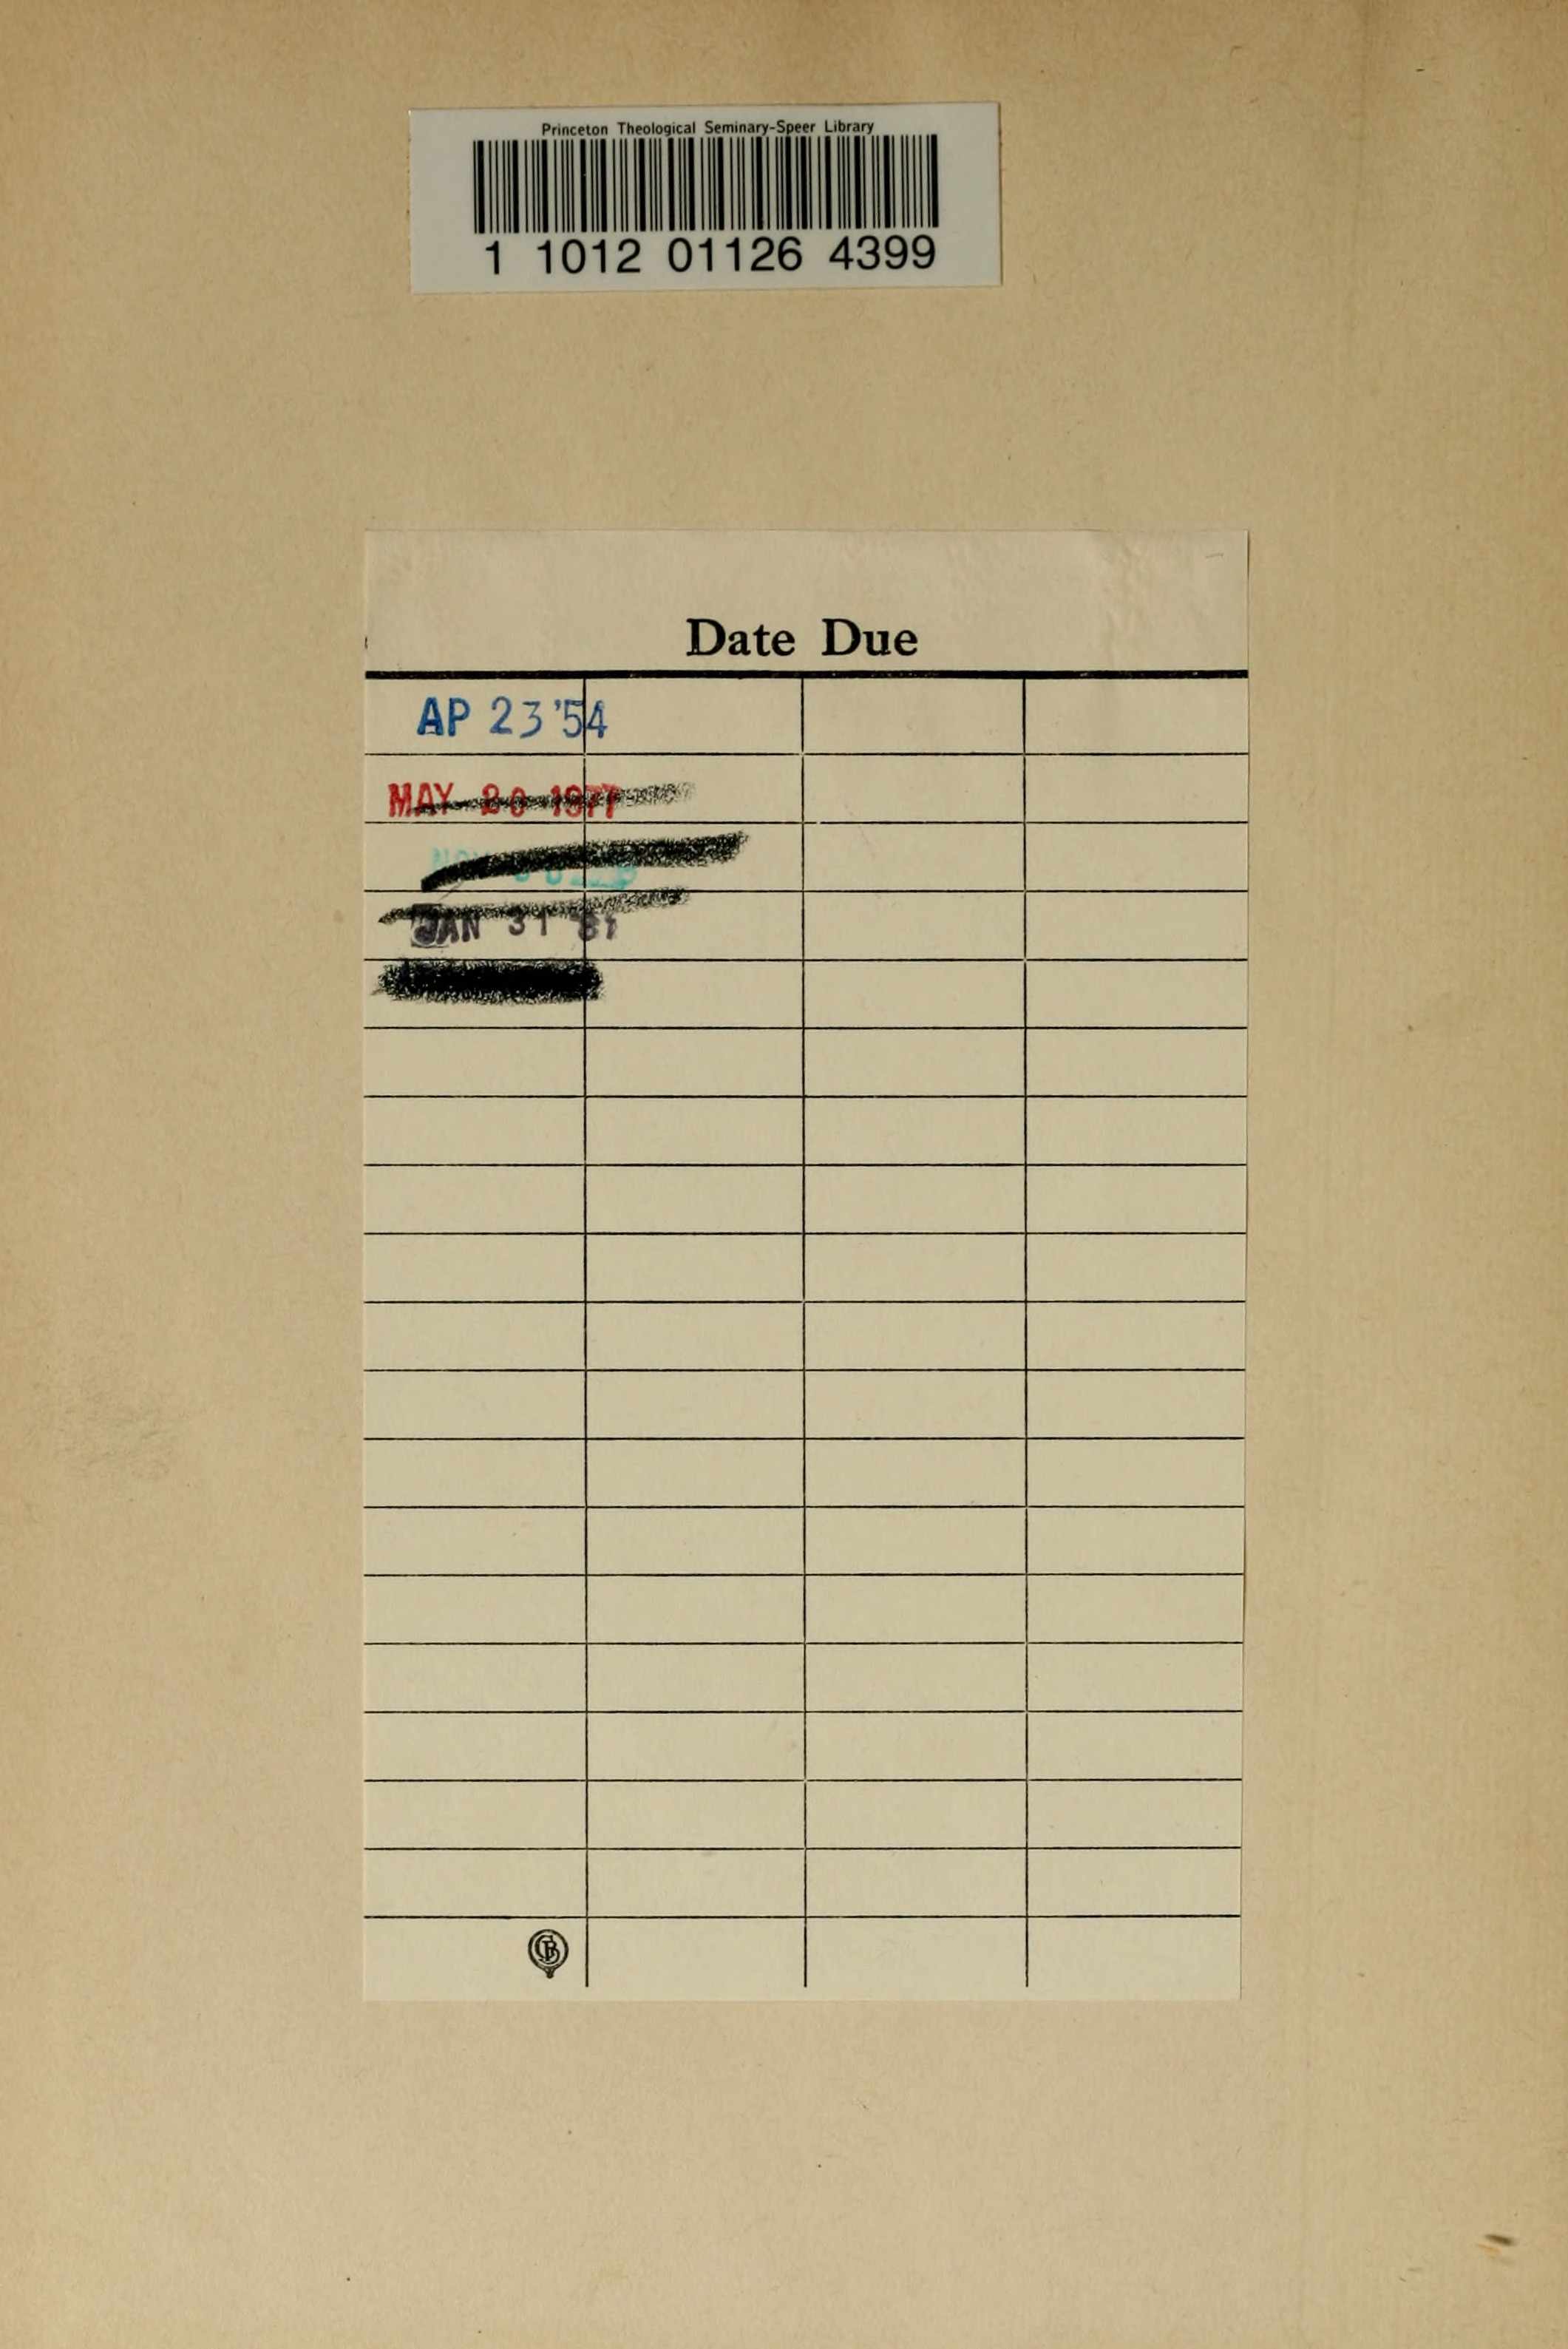 Princeton Theological Seminary-Speer Library
1 1012 01126 4399
Date Due
AP 23 '54
MAY 20 1977
JAN 31 '81